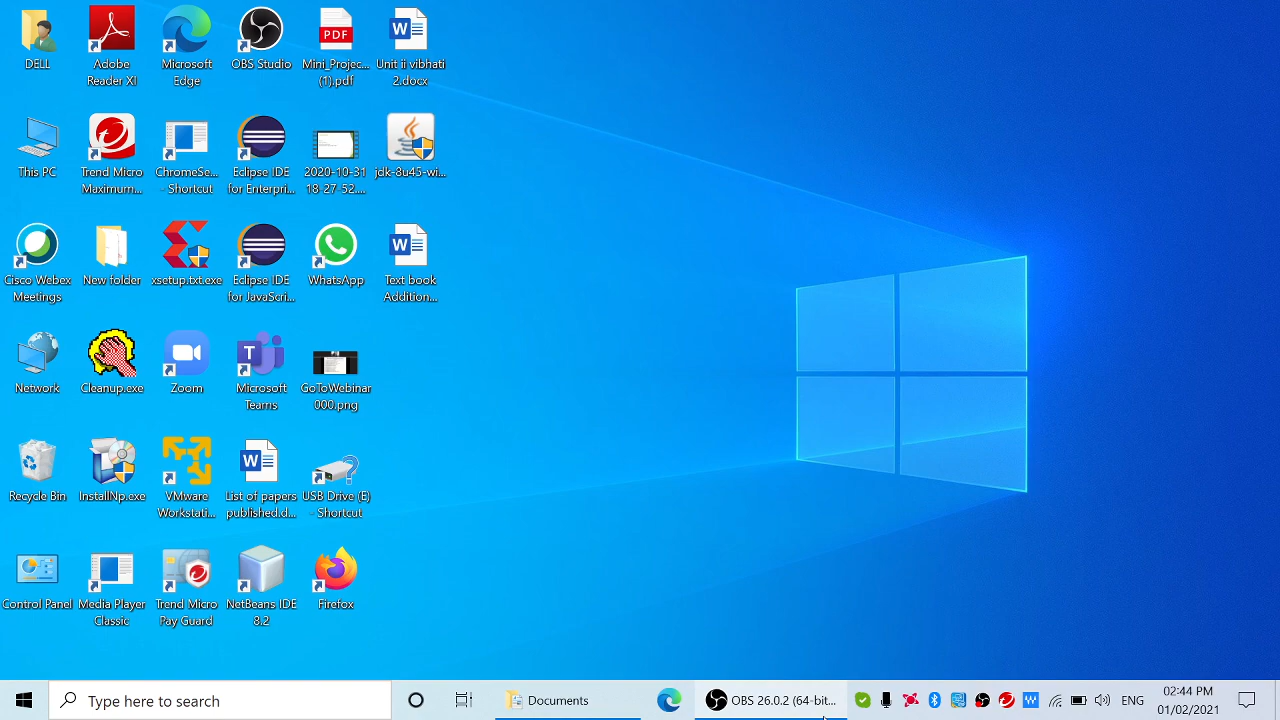 DELL
Adobe
Reader XI
Microsoft
Edge
OBS Studio
PDF
Mini_Projec...
(1).pdf
W
Unit ii vibhati
2.docx
This PC
Trend Micro
Maximum...
ChromeSe...
- Shortcut
Eclipse IDE
for Enterpri...
2020-10-31
18-27-52....
jdk-8u45-wi...
Cisco Webex
Meetings
New folder
xsetup.txt.exe
Eclipse IDE
for JavaScri...
WhatsApp
W
Text book
Addition...
Network
Cleanup.exe
Zoom
T
Microsoft
Teams
GoToWebinar
000.png
Recycle Bin
InstallNp.exe
VMware
Workstati...
W
List of papers
published.d...
USB Drive (E)
- Shortcut
Control Panel
Media Player
Classic
Trend Micro
Pay Guard
NetBeans IDE
8.2
Firefox
Type here to search
Documents
OBS 26.0.2 (64-bit...
W
ENG
02:44 PM
01/02/2021